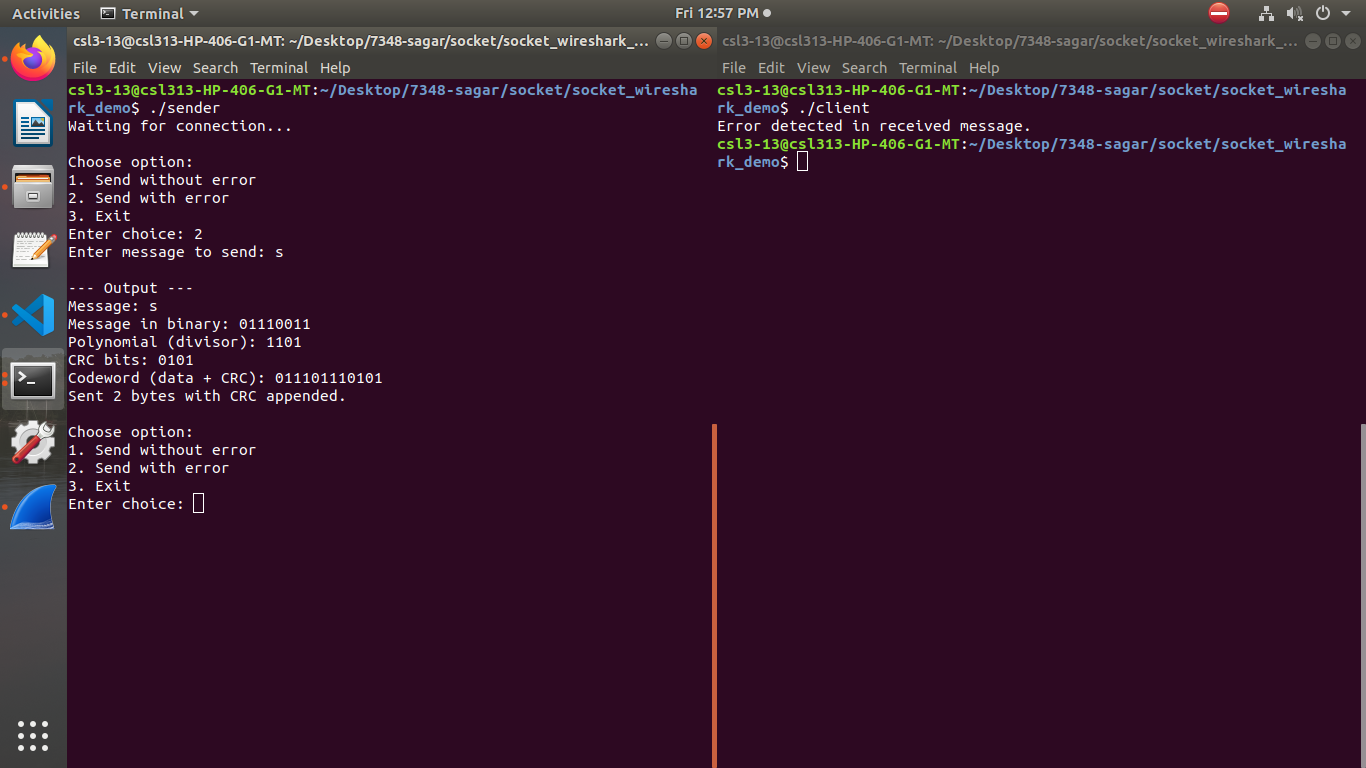 Activities Terminal Fri 12:57 PM
csl3-13@csl313-HP-406-G1-MT: ~/Desktop/7348-sagar/socket/socket_wireshark_...
File Edit View Search Terminal Help
csl3-13@csl313-HP-406-G1-MT:~/Desktop/7348-sagar/socket/socket_wiresha
rk_demo$ ./sender
Waiting for connection...
Choose option:
1. Send without error
2. Send with error
3. Exit
Enter choice: 2
Enter message to send: s
--- Output ---
Message: s
Message in binary: 01110011
Polynomial (divisor): 1101
CRC bits: 0101
Codeword (data + CRC): 011101110101
Sent 2 bytes with CRC appended.
Choose option:
1. Send without error
2. Send with error
3. Exit
Enter choice:
csl3-13@csl313-HP-406-G1-MT: ~/Desktop/7348-sagar/socket/socket_wireshark_...
File Edit View Search Terminal Help
csl3-13@csl313-HP-406-G1-MT:~/Desktop/7348-sagar/socket/socket_wiresha
rk_demo$ ./client
Error detected in received message.
csl3-13@csl313-HP-406-G1-MT:~/Desktop/7348-sagar/socket/socket_wiresha
rk_demo$